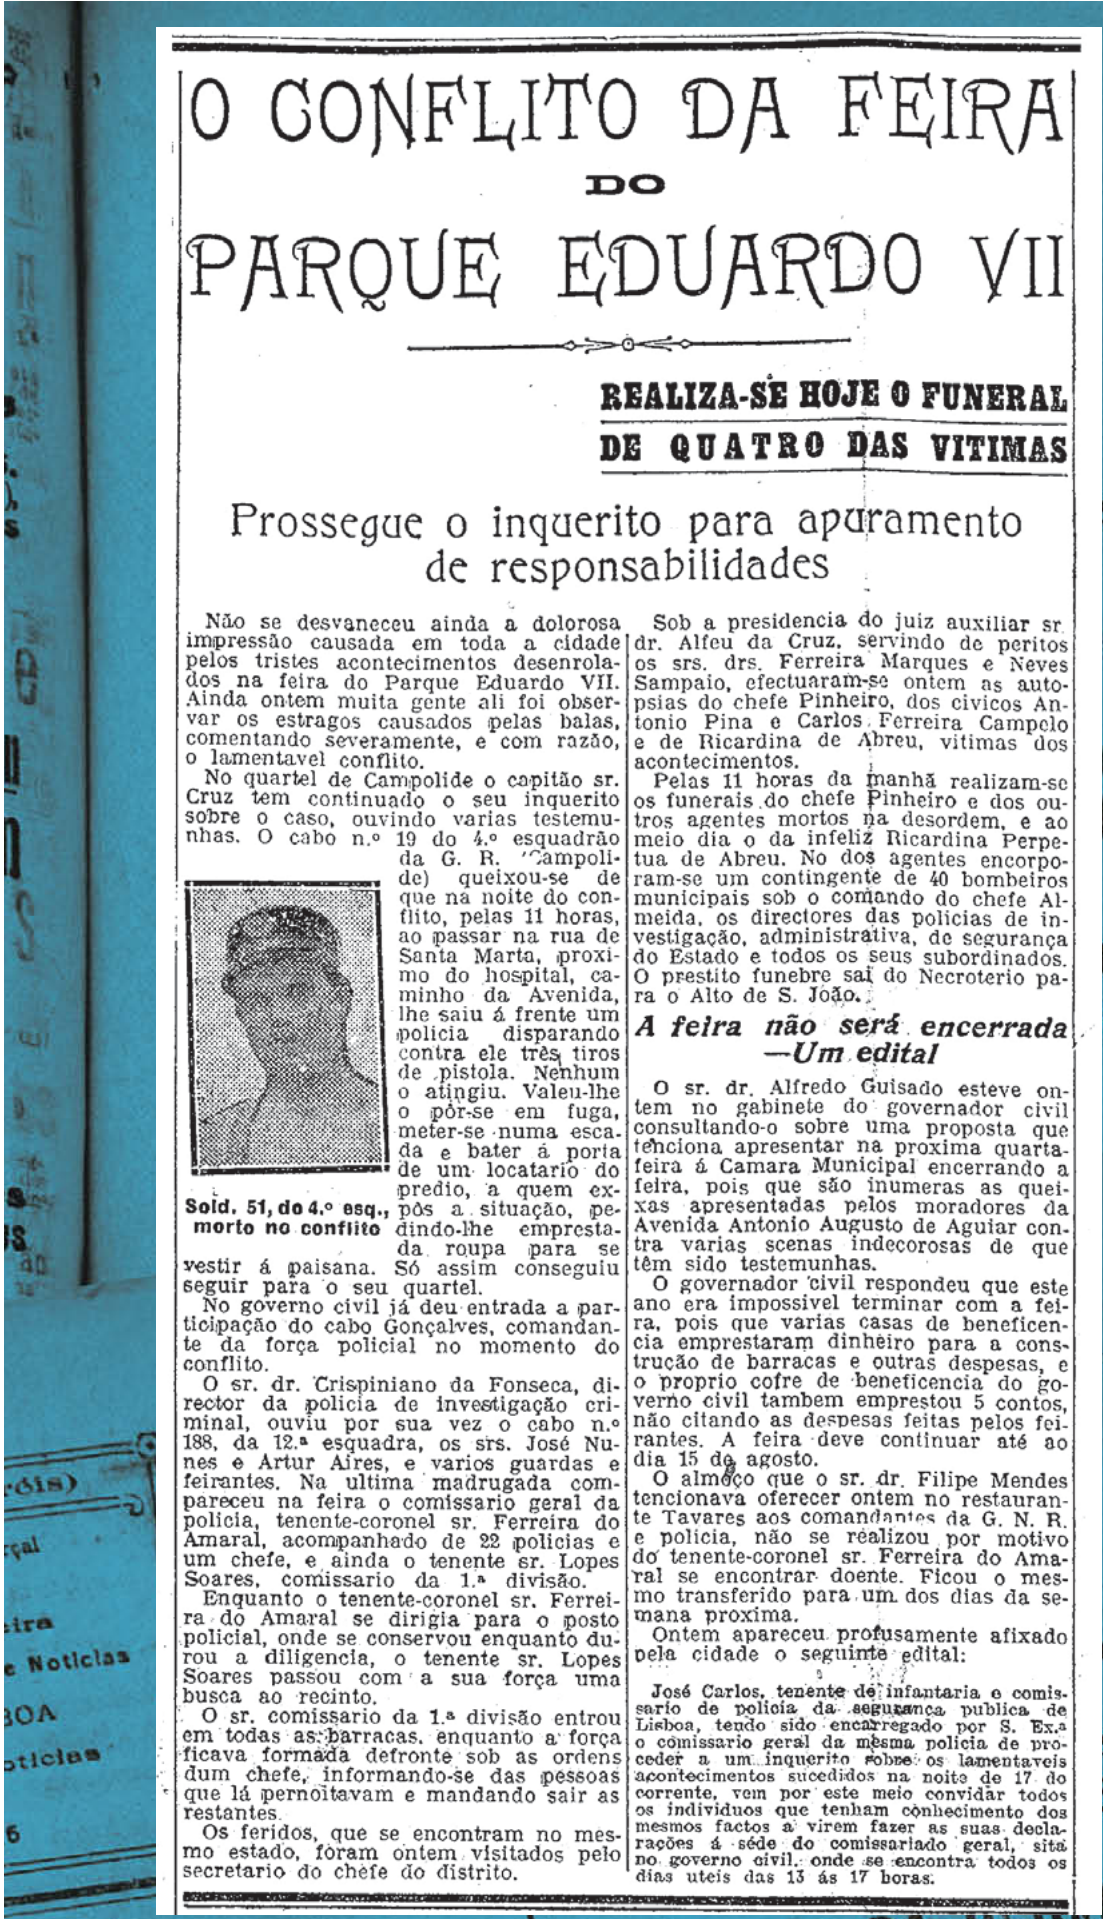 O CONFLITO DA FEIRA
DO
PARQUE EDUARDO VII
REALIZA-SE HOJE O FUNERAL
DE QUATRO DAS VITIMAS
Prossegue o inquerito para apuramento
de responsabilidades
Não se desvaneceu ainda a dolorosa
impressão causada em toda a cidade
pelos tristes acontecimentos desenrola-
dos na feira do Parque Eduardo VII.
Ainda ontem muita gente ali foi obser-
var os estragos causados pelas balas,
comentando severamente, e com razão,
o lamentavel conflito.
No quartel de Campolide o capitão sr.
Cruz tem continuado o seu inquerito
sobre o caso, ouvindo varias testemu-
nhas. O cabo n.º 19 do 4.º esquadrão
da G. R. (Campoli-
de) queixou-se de
que na noite do con-
flito, pelas 11 horas,
ao passar na rua de
Santa Marta, proxi-
mo do hospital, ca-
minho da Avenida,
lhe saiu á frente um
policia disparando
contra ele três tiros
de pistola. Nenhum
o atingiu. Valeu-lhe
o pôr-se em fuga,
meter-se numa esca-
da e bater á porta
de um locatario do
predio, a quem ex-
pôs a situação, pe-
dindo-lhe empresta-
da roupa para se
vestir á paisana. Só assim conseguiu
seguir para o seu quartel.
Sold. 51, do 4.º esq.,
morto no conflito
No governo civil já deu entrada a par-
ticipação do cabo Gonçalves, comandan-
te da força policial no momento do
conflito.
O sr. dr. Crispiniano da Fonseca, di-
rector da policia de investigação cri-
minal, ouviu por sua vez o cabo n.º
188, da 12.ª esquadra, os srs. José Nu-
nes e Artur Aires, e varios guardas e
feirantes. Na ultima madrugada com-
pareceu na feira o comissario geral da
policia, tenente-coronel sr. Ferreira do
Amaral, acompanhado de 22 policias e
um chefe, e ainda o tenente sr. Lopes
Soares, comissario da 1.ª divisão.
Enquanto o tenente-coronel sr. Ferrei-
ra do Amaral se dirigia para o posto
policial, onde se conservou enquanto du-
rou a diligencia, o tenente sr. Lopes
Soares passou com a sua força uma
busca ao recinto.
O sr. comissario da 1.ª divisão entrou
em todas as barracas, enquanto a força
ficava formada defronte sob as ordens
dum chefe, informando-se das pessoas
que lá pernoitavam e mandando sair as
restantes.
Os feridos, que se encontram no mes-
mo estado, foram ontem visitados pelo
secretario do chefe do distrito.
Sob a presidencia do juiz auxiliar sr.
dr. Alfeu da Cruz, servindo de peritos
os srs. drs. Ferreira Marques e Neves
Sampaio, efectuaram-se ontem as auto-
psias do chefe Pinheiro, dos civicos An-
tonio Pina e Carlos Ferreira Campelo
e de Ricardina de Abreu, vitimas dos
acontecimentos.
Pelas 11 horas da manhã realizam-se
os funerais do chefe Pinheiro e dos ou-
tros agentes mortos na desordem, e ao
meio dia o da infeliz Ricardina Perpe-
tua de Abreu. No dos agentes encorpo-
ram-se um contingente de 40 bombeiros
municipais sob o comando do chefe Al-
meida, os directores das policias de in-
vestigação, administrativa, de segurança
do Estado e todos os seus subordinados.
O prestito funebre sai do Necroterio pa-
ra o Alto de S. João.
A feira não será encerrada
—Um edital
O sr. dr. Alfredo Guisado esteve on-
tem no gabinete do governador civil
consultando-o sobre uma proposta que
tenciona apresentar na proxima quarta-
feira á Camara Municipal encerrando a
feira, pois que são inumeras as quei-
xas apresentadas pelos moradores da
Avenida Antonio Augusto de Aguiar con-
tra varias scenas indecorosas de que
têm sido testemunhas.
O governador civil respondeu que este
ano era impossivel terminar com a fei-
ra, pois que varias casas de beneficen-
cia emprestaram dinheiro para a cons-
trução de barracas e outras despesas, e
o proprio cofre de beneficencia do go-
verno civil tambem emprestou 5 contos,
não citando as despesas feitas pelos fei-
rantes. A feira deve continuar até ao
dia 15 de agosto.
O almoço que o sr. dr. Filipe Mendes
tencionava oferecer ontem no restauran-
te Tavares aos comandantes da G. N. R.
e policia, não se realizou por motivo
do tenente-coronel sr. Ferreira do Ama-
ral se encontrar doente. Ficou o mes-
mo transferido para um dos dias da se-
mana proxima.
Ontem apareceu profusamente afixado
pela cidade o seguinte edital:
José Carlos, tenente de infantaria e comis-
sario de policia da segurança publica de
Lisboa, tendo sido encarregado por S. Ex.ª
o comissario geral da mesma policia de pro-
ceder a um inquerito sobre os lamentaveis
acontecimentos sucedidos na noite de 17 do
corrente, vem por este meio convidar todos
os individuos que tenham conhecimento dos
mesmos factos a virem fazer as suas decla-
rações á séde do comissariado geral, sita
no governo civil, onde se encontra todos os
dias uteis das 13 ás 17 horas.
e Noticias